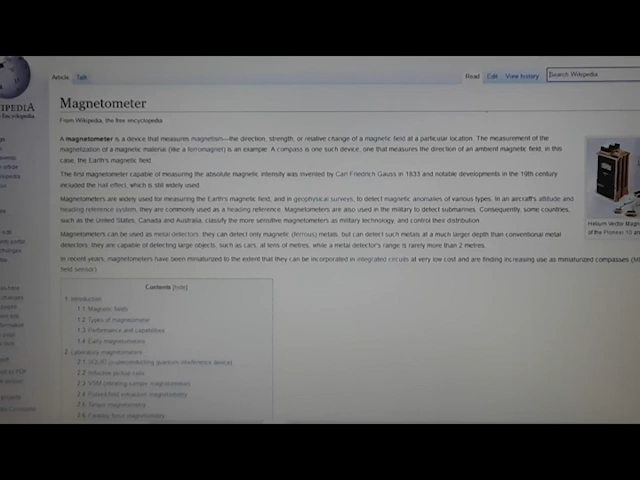 Article Talk
Read Edit View history
Search Wikipedia
Magnetometer
From Wikipedia, the free encyclopedia
A magnetometer is a device that measures magnetism—the direction, strength, or relative change of a magnetic field at a particular location. The measurement of the
magnetization of a magnetic material (like a ferromagnet) is an example. A compass is one such device, one that measures the direction of an ambient magnetic field, in this
case, the Earth's magnetic field.
The first magnetometer capable of measuring the absolute magnetic intensity was invented by Carl Friedrich Gauss in 1833 and notable developments in the 19th century
included the Hall effect, which is still widely used.
Magnetometers are widely used for measuring the Earth's magnetic field, and in geophysical surveys, to detect magnetic anomalies of various types. In an aircraft's attitude and
heading reference system, they are commonly used as a heading reference. Magnetometers are also used in the military to detect submarines. Consequently, some countries,
such as the United States, Canada and Australia, classify the more sensitive magnetometers as military technology, and control their distribution.
Magnetometers can be used as metal detectors: they can detect only magnetic (ferrous) metals, but can detect such metals at a much larger depth than conventional metal
detectors; they are capable of detecting large objects, such as cars, at tens of metres, while a metal detector's range is rarely more than 2 metres.
In recent years, magnetometers have been miniaturized to the extent that they can be incorporated in integrated circuits at very low cost and are finding increasing use as miniaturized compasses
field sensor).
Helium Vector
of the Pioneer 10
Contents [hide]
1 Introduction
1.1 Magnetic fields
1.2 Types of magnetometer
1.3 Performance and capabilities
1.4 Early magnetometers
2 Laboratory magnetometers
2.1 SQUID (superconducting quantum interference device)
2.2 Inductive pickup coils
2.3 VSM (vibrating-sample magnetometer)
2.4 Pulsed-field extraction magnetometry
2.5 Torque magnetometry
2.6 Faraday force magnetometry